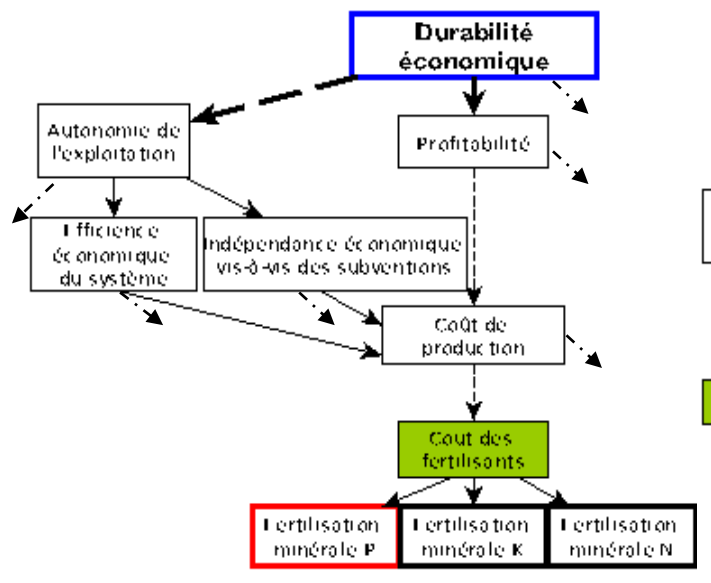 Durabilité
économique
Autonomie de
l'exploitation
Profitabilité
Efficience
économique
du système
Indépendance économique
vis-à-vis des subventions
Coût de
production
Cout des
fertilisants
Fertilisation
minérale P
Fertilisation
minérale K
Fertilisation
minérale N